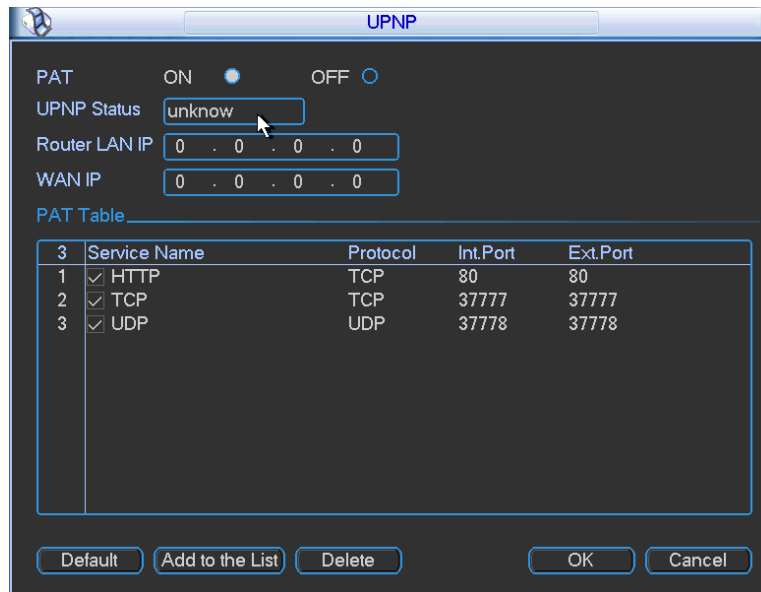 UPNP
PAT ON OFF
UPNP Status unknow
Router LAN IP 0 . 0 . 0 . 0
WAN IP 0 . 0 . 0 . 0
PAT Table
3 Service Name Protocol Int.Port Ext.Port
1 HTTP TCP 80 80
2 TCP TCP 37777 37777
3 UDP UDP 37778 37778
Default Add to the List Delete OK Cancel